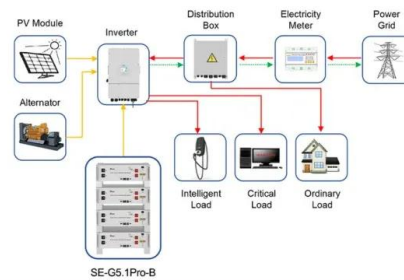 PV Module
Inverter
Distribution
Box
Electricity
Meter
Power
Grid
Alternator
Intelligent
Load
Critical
Load
Ordinary
Load
SE-G5.1Pro-B